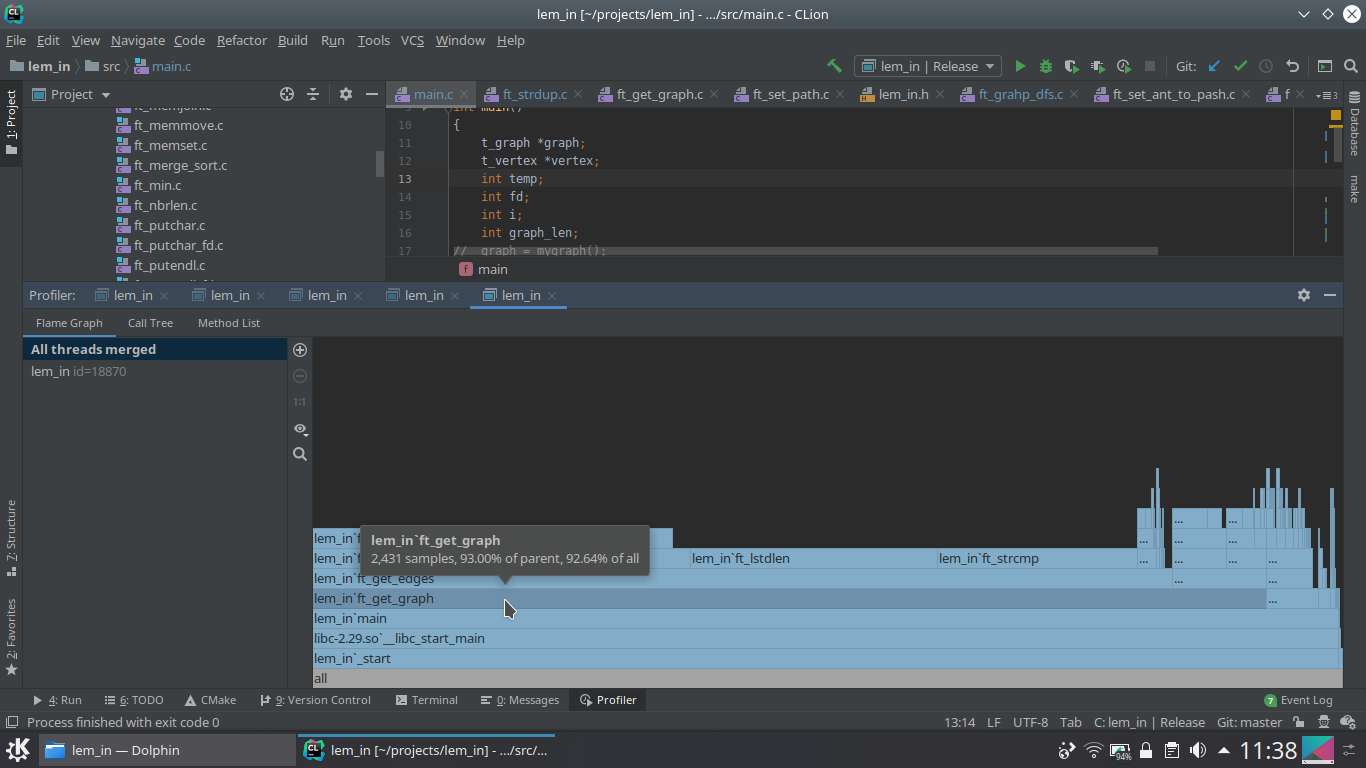 lem_in [~/projects/lem_in] - .../src/main.c - CLion
File Edit View Navigate Code Refactor Build Run Tools VCS Window Help
lem_in src main.c lem_in | Release Git:
1: Project
Project
ft_memmove.c
ft_memset.c
ft_merge_sort.c
ft_min.c
ft_nbrlen.c
ft_putchar.c
ft_putchar_fd.c
ft_putendl.c
main.c ft_strdup.c ft_get_graph.c ft_set_path.c lem_in.h ft_grahp_dfs.c ft_set_ant_to_pash.c f
int main()
10 {
11 t_graph *graph;
12 t_vertex *vertex;
13 int temp;
14 int fd;
15 int i;
16 int graph_len;
17 // graph = mygraph();
main
Database
make
Profiler: lem_in lem_in lem_in lem_in lem_in
Flame Graph Call Tree Method List
All threads merged
lem_in id=18870
1:1
lem_in`ft_get_graph
2,431 samples, 93.00% of parent, 92.64% of all
... ...
lem_in`f ... ... ...
lem_in`f lem_in`ft_lstdlen lem_in`ft_strcmp ... ... ... ...
lem_in`ft_get_edges ... ...
lem_in`ft_get_graph ...
lem_in`main
libc-2.29.so`__libc_start_main
lem_in`_start
all
7: Structure
2: Favorites
4: Run 6: TODO CMake 9: Version Control Terminal 0: Messages Profiler 7 Event Log
Process finished with exit code 0 13:14 LF UTF-8 Tab C: lem_in | Release Git: master
lem_in — Dolphin lem_in [~/projects/lem_in] - .../src/... 94% 11:38